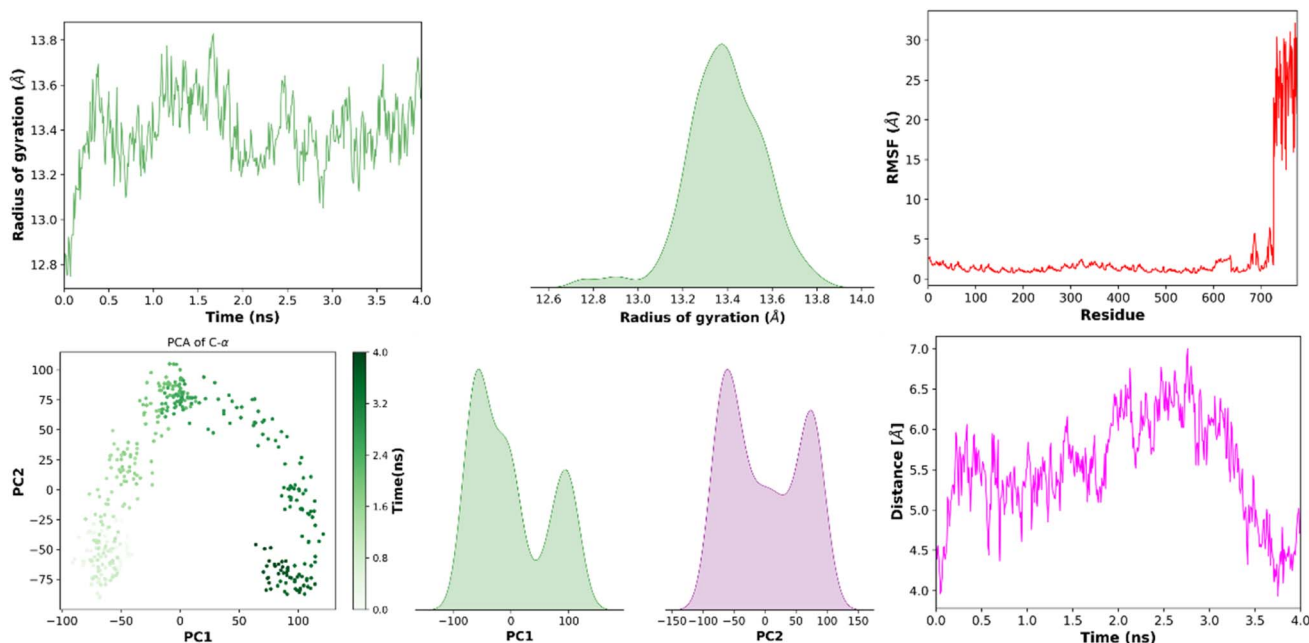 13.8
13.6
13.4
13.2
13.0
12.8
Radius of gyration (Å)
0.0 0.5 1.0 1.5 2.0 2.5 3.0 3.5 4.0
Time (ns)
12.6 12.8 13.0 13.2 13.4 13.6 13.8 14.0
Radius of gyration (Å)
30
25
20
15
10
5
0
RMSF (Å)
0 100 200 300 400 500 600 700
Residue
PCA of C-α
100
75
50
25
0
−25
−50
−75
PC2
−100 −50 0 50 100
PC1
4.0
3.2
2.4
1.6
0.8
0.0
Time(ns)
−100 0 100
PC1
−150 −100 −50 0 50 100 150
PC2
7.0
6.5
6.0
5.5
5.0
4.5
4.0
Distance [Å]
0.0 0.5 1.0 1.5 2.0 2.5 3.0 3.5 4.0
Time (ns)